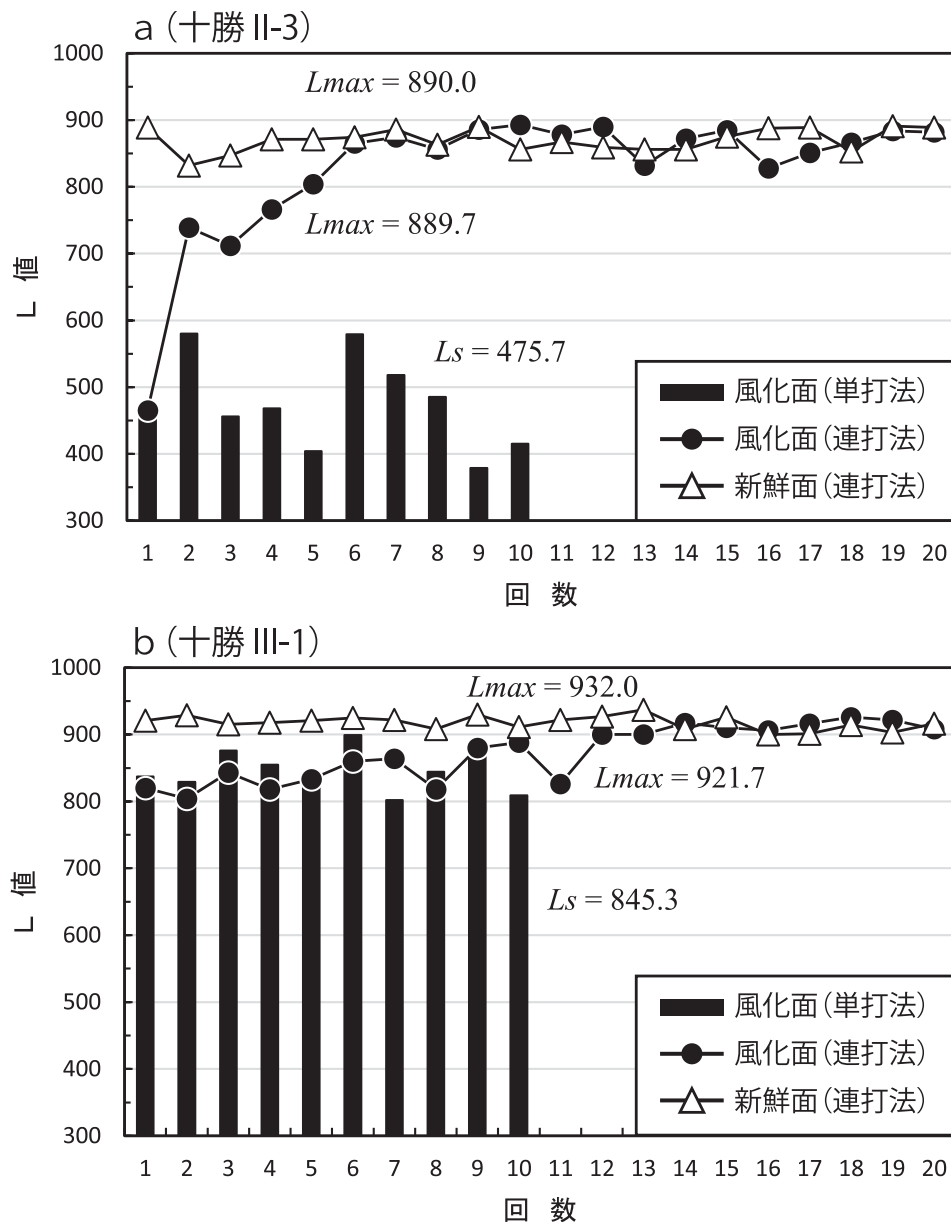 a（十勝 II-3）
1000
Lmax = 890.0
900
800
Lmax = 889.7
700
L 値
600
Ls = 475.7
500
風化面（単打法）
400
風化面（連打法）
新鮮面（連打法）
300
1 2 3 4 5 6 7 8 9 10 11 12 13 14 15 16 17 18 19 20
回 数
b（十勝 III-1）
1000
Lmax = 932.0
900
Lmax = 921.7
800
700
Ls = 845.3
L 値
600
500
風化面（単打法）
400
風化面（連打法）
新鮮面（連打法）
300
1 2 3 4 5 6 7 8 9 10 11 12 13 14 15 16 17 18 19 20
回 数